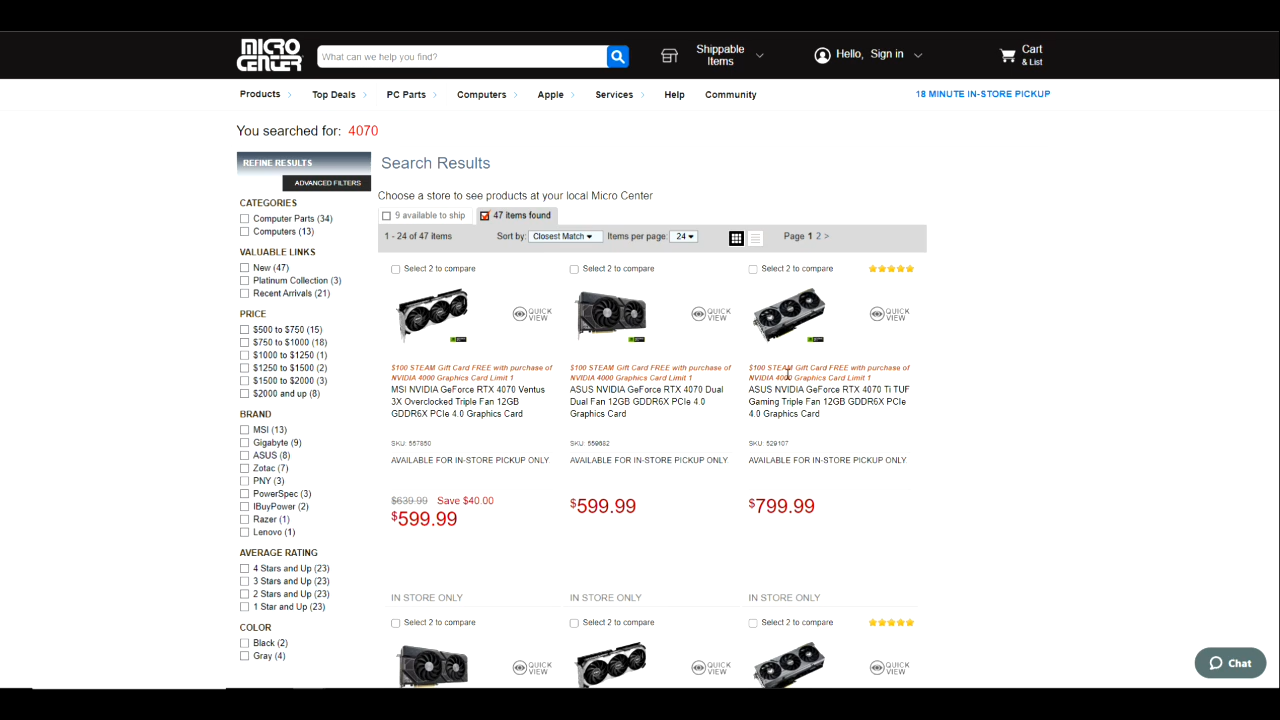 MICRO CENTER
What can we help you find?
Shippable Items
Hello, Sign in
Cart & List
Products
Top Deals
PC Parts
Computers
Apple
Services
Help
Community
18 MINUTE IN-STORE PICKUP
You searched for: 4070
REFINE RESULTS
ADVANCED FILTERS
CATEGORIES
Computer Parts (34)
Computers (13)
VALUABLE LINKS
New (47)
Platinum Collection (3)
Recent Arrivals (21)
PRICE
$500 to $750 (15)
$750 to $1000 (18)
$1000 to $1250 (1)
$1250 to $1500 (2)
$1500 to $2000 (3)
$2000 and up (8)
BRAND
MSI (13)
Gigabyte (9)
ASUS (8)
Zotac (7)
PNY (3)
PowerSpec (3)
IBuyPower (2)
Razer (1)
Lenovo (1)
AVERAGE RATING
4 Stars and Up (23)
3 Stars and Up (23)
2 Stars and Up (23)
1 Star and Up (23)
COLOR
Black (2)
Gray (4)
Search Results
Choose a store to see products at your local Micro Center
9 available to ship
47 items found
1 - 24 of 47 items
Sort by: Closest Match
Items per page: 24
Page 1 2 >
Select 2 to compare
QUICK VIEW
$100 STEAM Gift Card FREE with purchase of
NVIDIA 4000 Graphics Card Limit 1
MSI NVIDIA GeForce RTX 4070 Ventus
3X Overclocked Triple Fan 12GB
GDDR6X PCIe 4.0 Graphics Card
SKU: 557850
AVAILABLE FOR IN-STORE PICKUP ONLY.
$639.99 Save $40.00
$599.99
IN STORE ONLY
Select 2 to compare
QUICK VIEW
$100 STEAM Gift Card FREE with purchase of
NVIDIA 4000 Graphics Card Limit 1
ASUS NVIDIA GeForce RTX 4070 Dual
Dual Fan 12GB GDDR6X PCIe 4.0
Graphics Card
SKU: 559682
AVAILABLE FOR IN-STORE PICKUP ONLY.
$599.99
IN STORE ONLY
Select 2 to compare
QUICK VIEW
$100 STEAM Gift Card FREE with purchase of
NVIDIA 4000 Graphics Card Limit 1
ASUS NVIDIA GeForce RTX 4070 Ti TUF
Gaming Triple Fan 12GB GDDR6X PCIe
4.0 Graphics Card
SKU: 529107
AVAILABLE FOR IN-STORE PICKUP ONLY.
$799.99
IN STORE ONLY
Select 2 to compare
QUICK VIEW
Select 2 to compare
QUICK VIEW
Select 2 to compare
QUICK VIEW
Chat